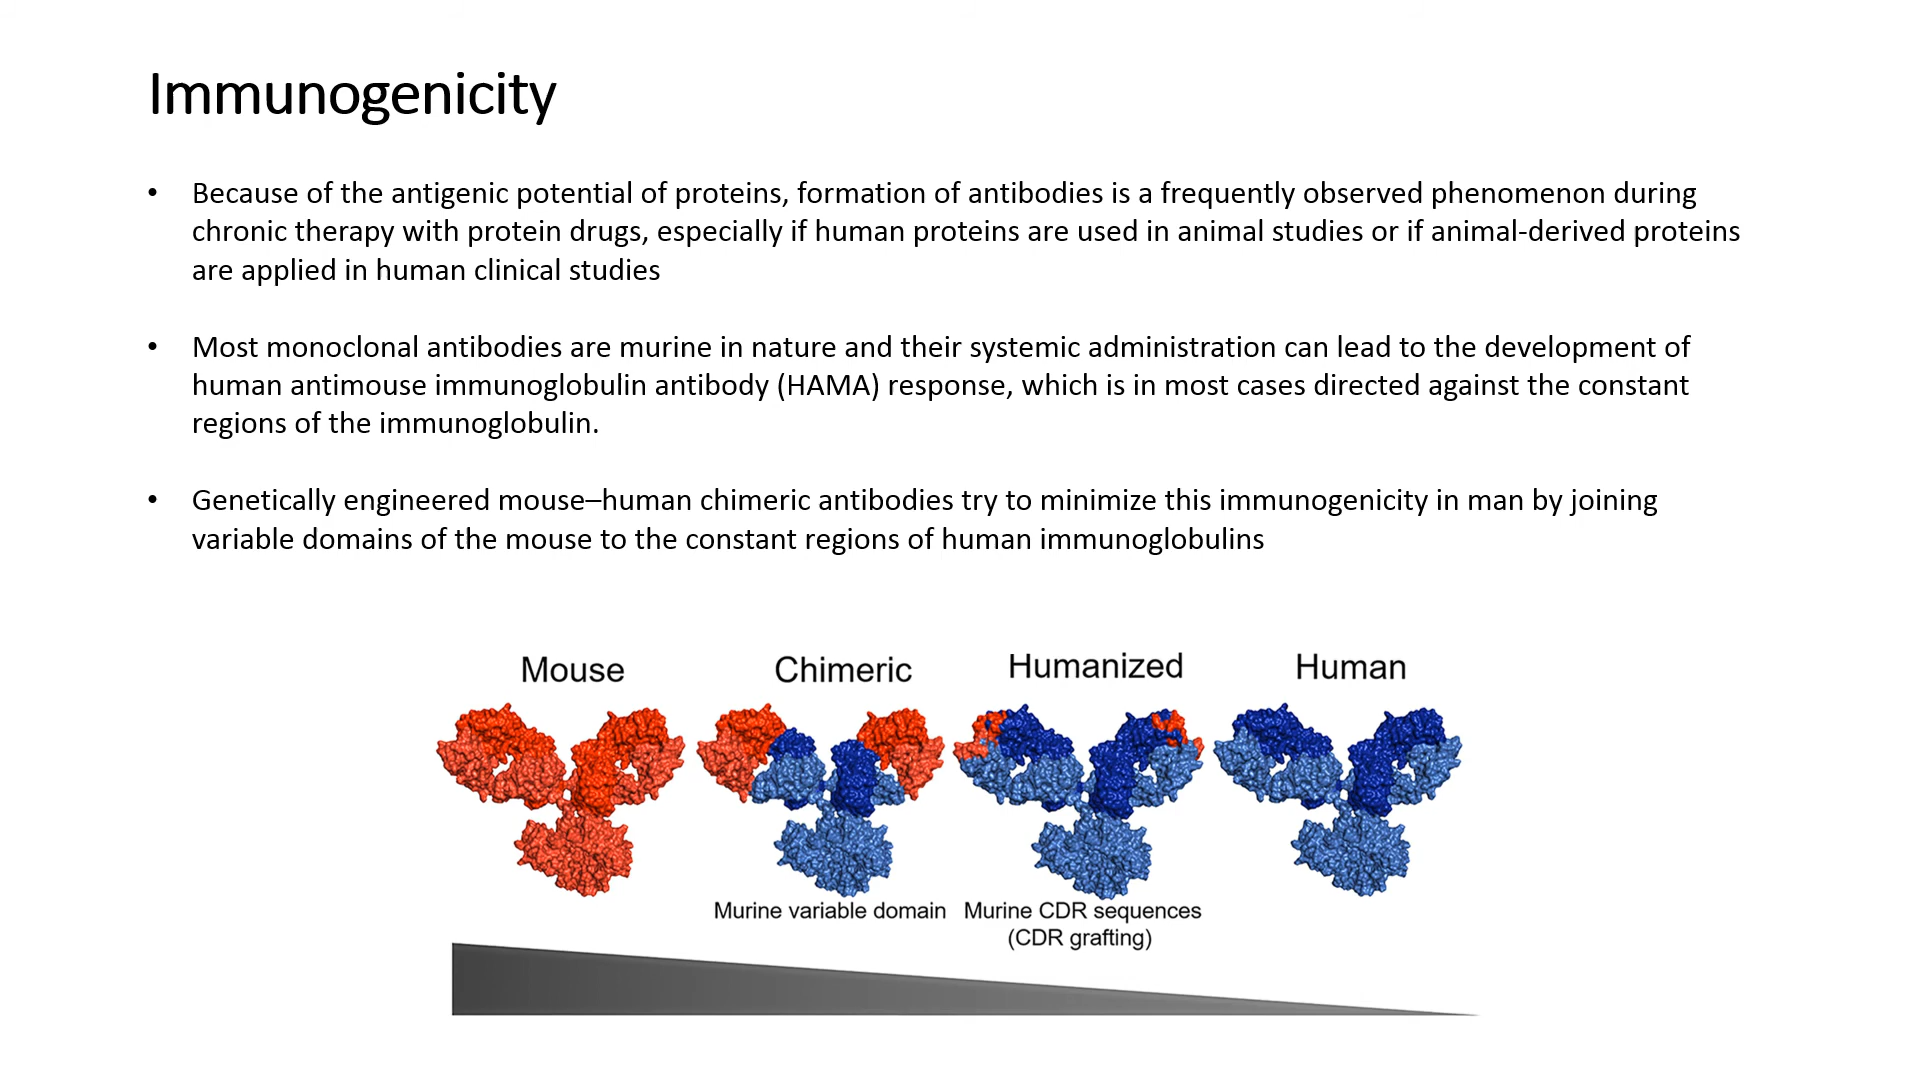 Immunogenicity
• Because of the antigenic potential of proteins, formation of antibodies is a frequently observed phenomenon during
chronic therapy with protein drugs, especially if human proteins are used in animal studies or if animal-derived proteins
are applied in human clinical studies
• Most monoclonal antibodies are murine in nature and their systemic administration can lead to the development of
human antimouse immunoglobulin antibody (HAMA) response, which is in most cases directed against the constant
regions of the immunoglobulin.
• Genetically engineered mouse–human chimeric antibodies try to minimize this immunogenicity in man by joining
variable domains of the mouse to the constant regions of human immunoglobulins
Mouse
Chimeric
Humanized
Human
Murine variable domain
Murine CDR sequences
(CDR grafting)